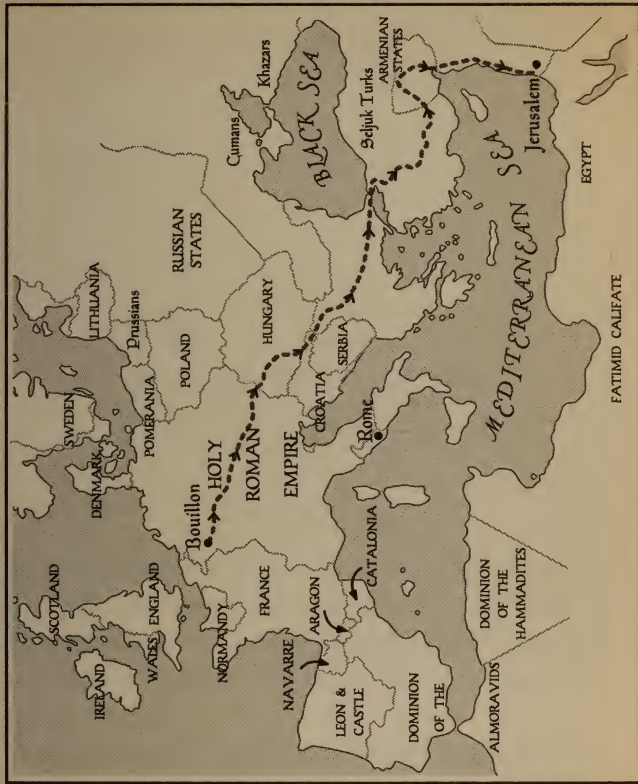 SCOTLAND
IRELAND
WALES
ENGLAND
NORMANDY
FRANCE
SWEDEN
DENMARK
LITHUANIA
Prussians
POMERANIA
POLAND
RUSSIAN
STATES
HUNGARY
Cumans
Khazars
BLACK SEA
Bouillon
HOLY
ROMAN
EMPIRE
CROATIA
SERBIA
Rome
Seljuk Turks
ARMENIAN
STATES
Jerusalem
NAVARRE
ARAGON
CATALONIA
LEON &
CASTLE
DOMINION
OF THE
ALMORAVIDS
DOMINION
OF THE
HAMMADITES
MEDITERRANEAN SEA
FATIMID CALIFATE
EGYPT